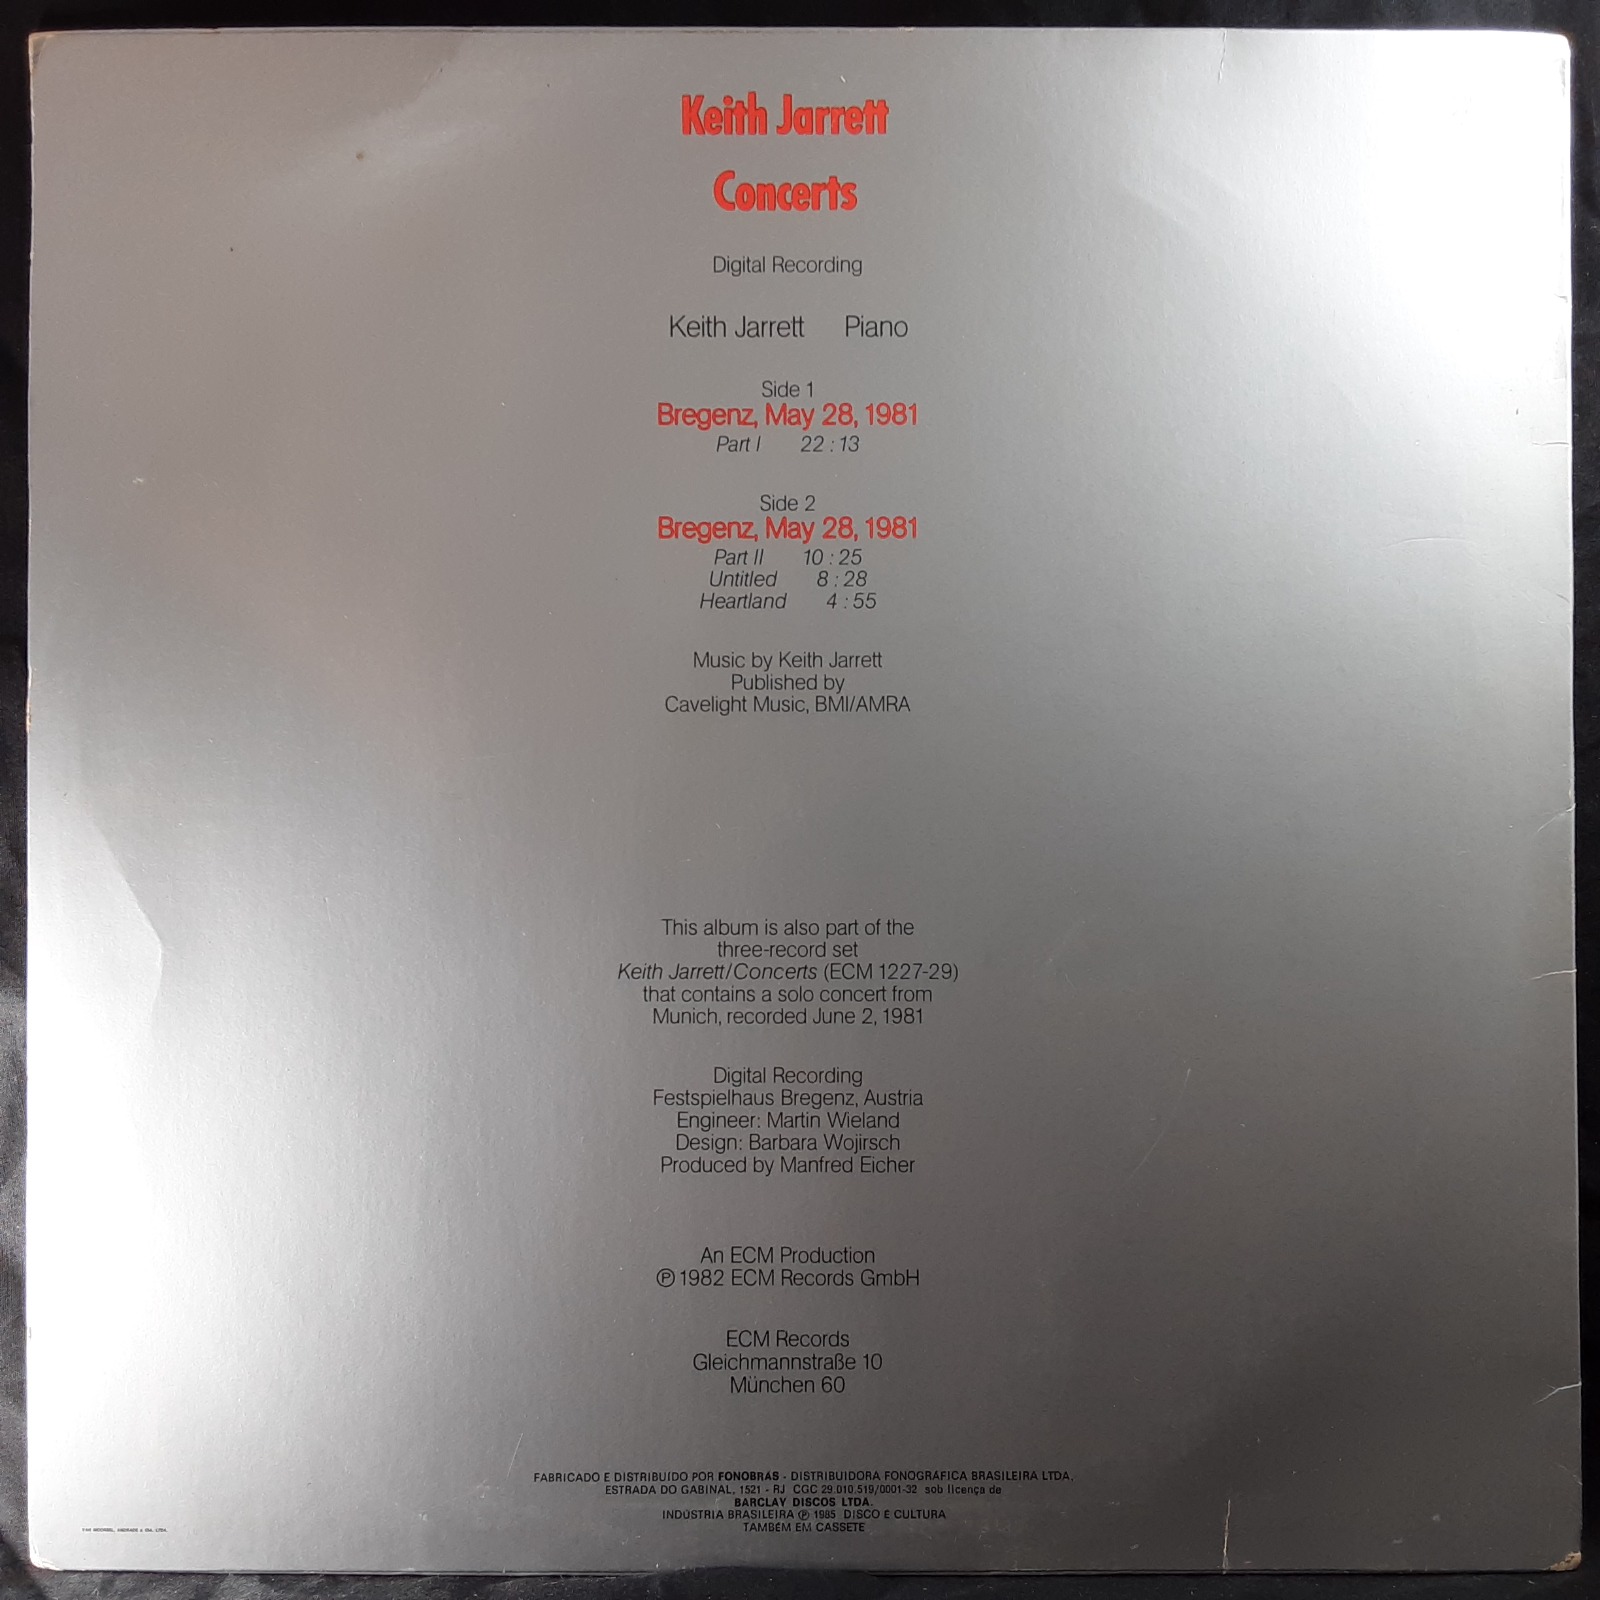 Keith Jarrett
Concerts
Digital Recording
Keith Jarrett Piano
Side 1
Bregenz, May 28, 1981
Part I 22 : 13
Side 2
Bregenz, May 28, 1981
Part II 10 : 25
Untitled 8 : 28
Heartland 4 : 55
Music by Keith Jarrett
Published by
Cavelight Music, BMI/AMRA
This album is also part of the
three-record set
Keith Jarrett/Concerts (ECM 1227-29)
that contains a solo concert from
Munich, recorded June 2, 1981
Digital Recording
Festspielhaus Bregenz, Austria
Engineer: Martin Wieland
Design: Barbara Wojirsch
Produced by Manfred Eicher
An ECM Production
℗ 1982 ECM Records GmbH
ECM Records
Gleichmannstraße 10
München 60
FABRICADO E DISTRIBUÍDO POR FONOBRÁS - DISTRIBUIDORA FONOGRÁFICA BRASILEIRA LTDA.
ESTRADA DO GABINAL, 1521 - RJ CGC 29.010.519/0001-32 sob licença de
BARCLAY DISCOS LTDA.
INDÚSTRIA BRASILEIRA ℗ 1985 DISCO É CULTURA
TAMBÉM EM CASSETE